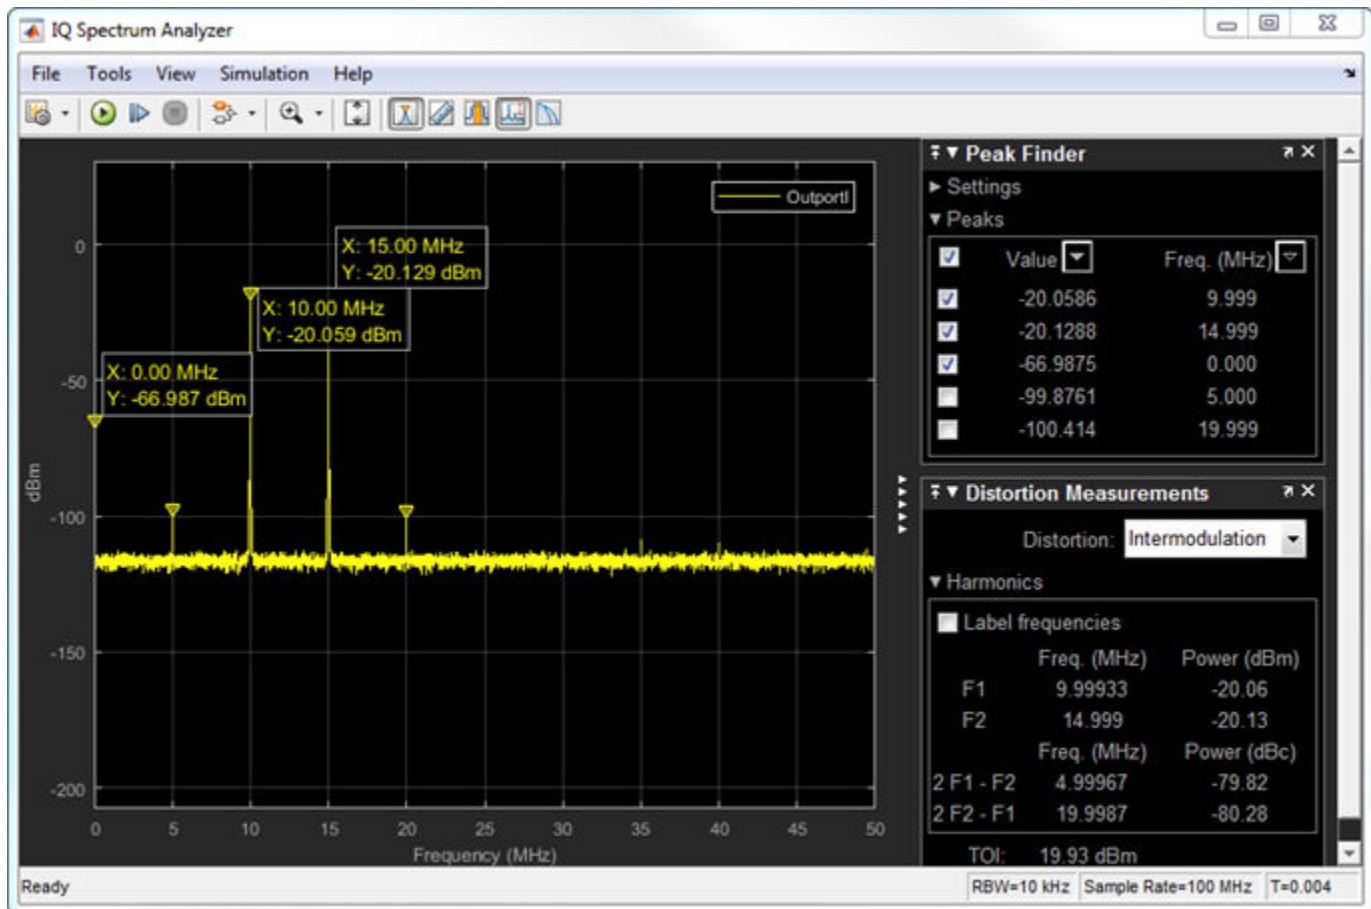 IQ Spectrum Analyzer
File Tools View Simulation Help
OutportI
0
-50
-100
-150
-200
dBm
X: 15.00 MHz
Y: -20.129 dBm
X: 10.00 MHz
Y: -20.059 dBm
X: 0.00 MHz
Y: -66.987 dBm
0 5 10 15 20 25 30 35 40 45 50
Frequency (MHz)
Peak Finder
Settings
Peaks
Value Freq. (MHz)
-20.0586 9.999
-20.1288 14.999
-66.9875 0.000
-99.8761 5.000
-100.414 19.999
Distortion Measurements
Distortion: Intermodulation
Harmonics
Label frequencies
Freq. (MHz) Power (dBm)
F1 9.99933 -20.06
F2 14.999 -20.13
Freq. (MHz) Power (dBc)
2 F1 - F2 4.99967 -79.82
2 F2 - F1 19.9987 -80.28
TOI: 19.93 dBm
Ready RBW=10 kHz Sample Rate=100 MHz T=0.004